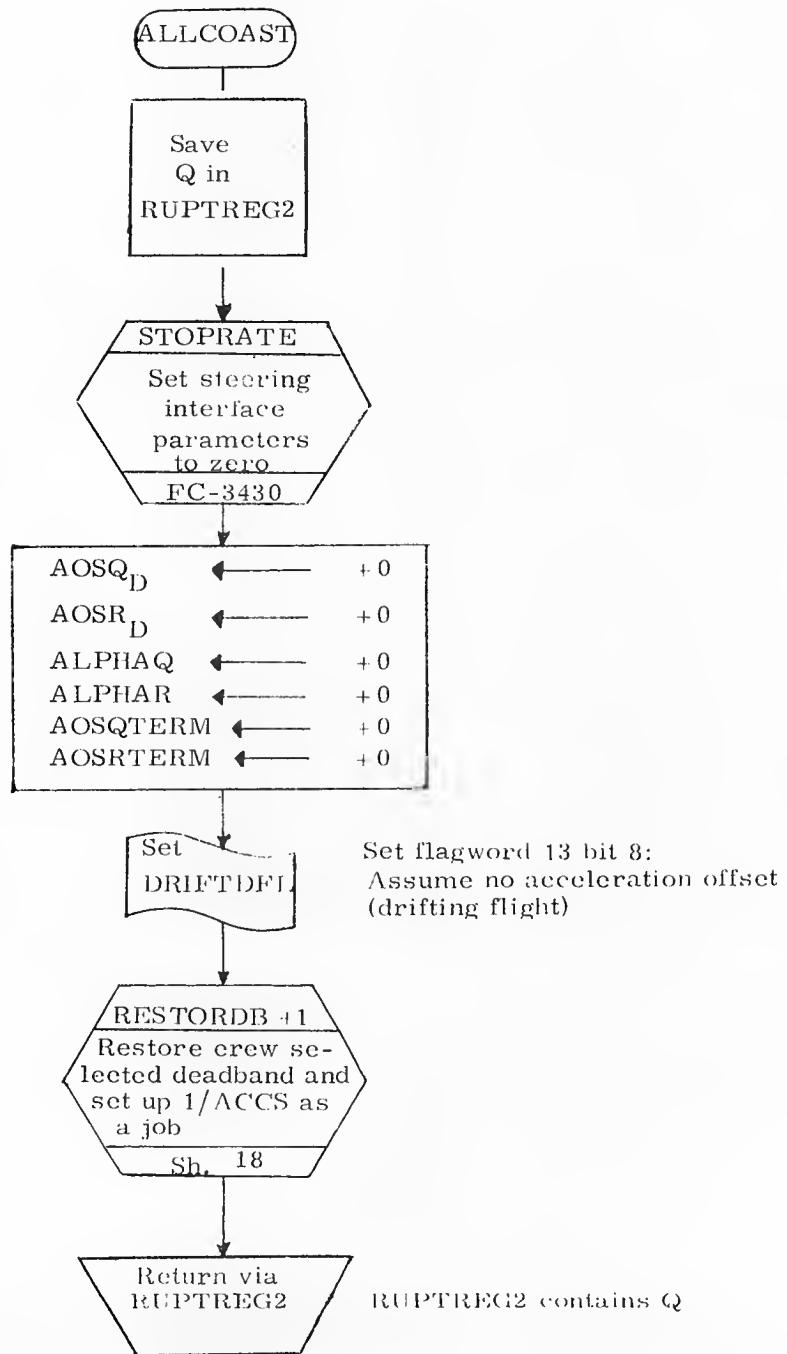 ALLCOAST
Save
Q in
RUPTREG2
STOPRATE
Set steering
interface
parameters
to zero
FC-3430
AOSQD +0
AOSRD +0
ALPHAQ +0
ALPHAR +0
AOSQTERM +0
AOSRTERM +0
Set
DRIFTDFL
Set flagword 13 bit 8:
Assume no acceleration offset
(drifting flight)
RESTORDB +1
Restore crew se-
lected deadband and
set up 1/ACCS as
a job
Sh. 18
Return via
RUPTREG2
RUPTREG2 contains Q